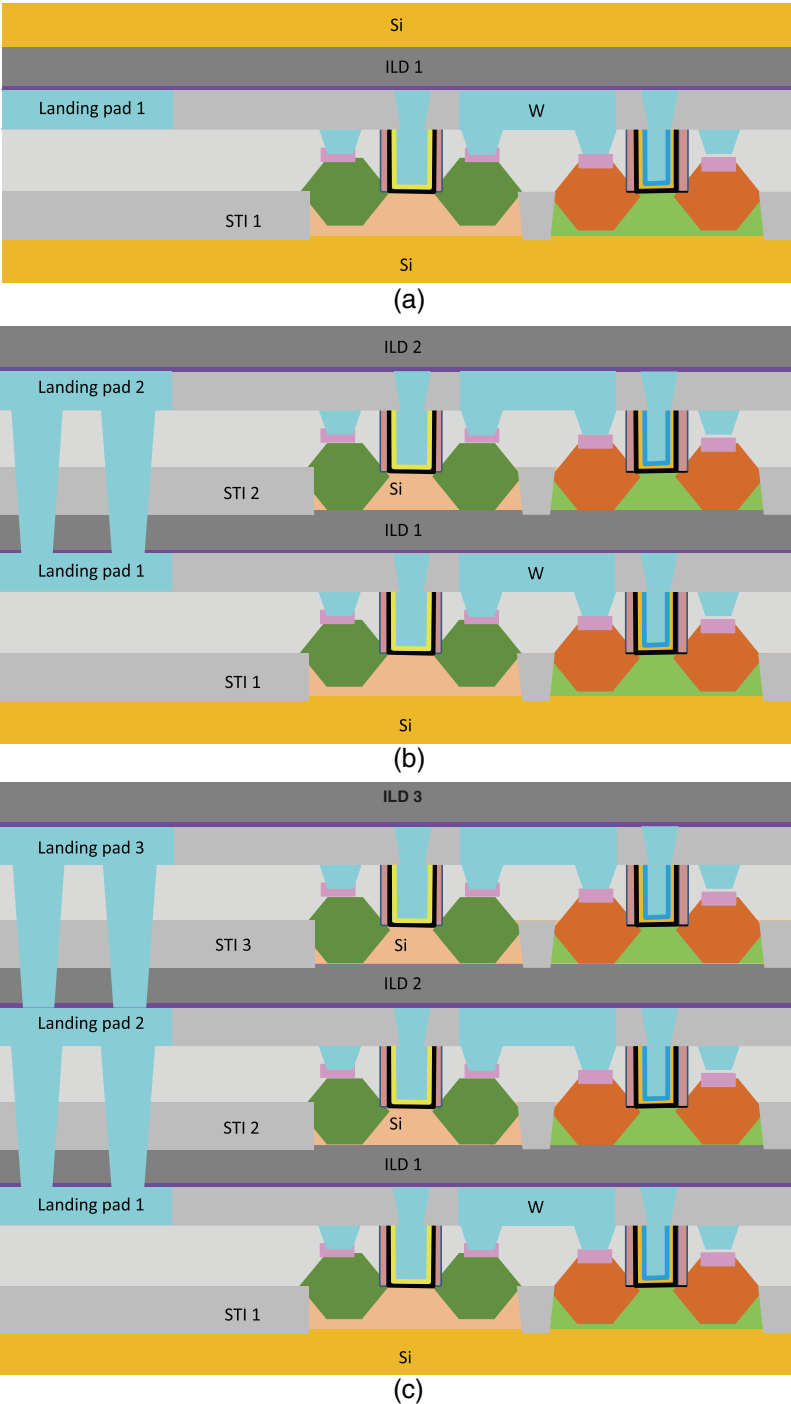 Si
ILD 1
Landing pad 1
W
STI 1
Si
(a)
ILD 2
Landing pad 2
Si
STI 2
ILD 1
Landing pad 1
W
STI 1
Si
(b)
ILD 3
Landing pad 3
STI 3
Si
ILD 2
Landing pad 2
STI 2
Si
ILD 1
Landing pad 1
W
STI 1
Si
(c)